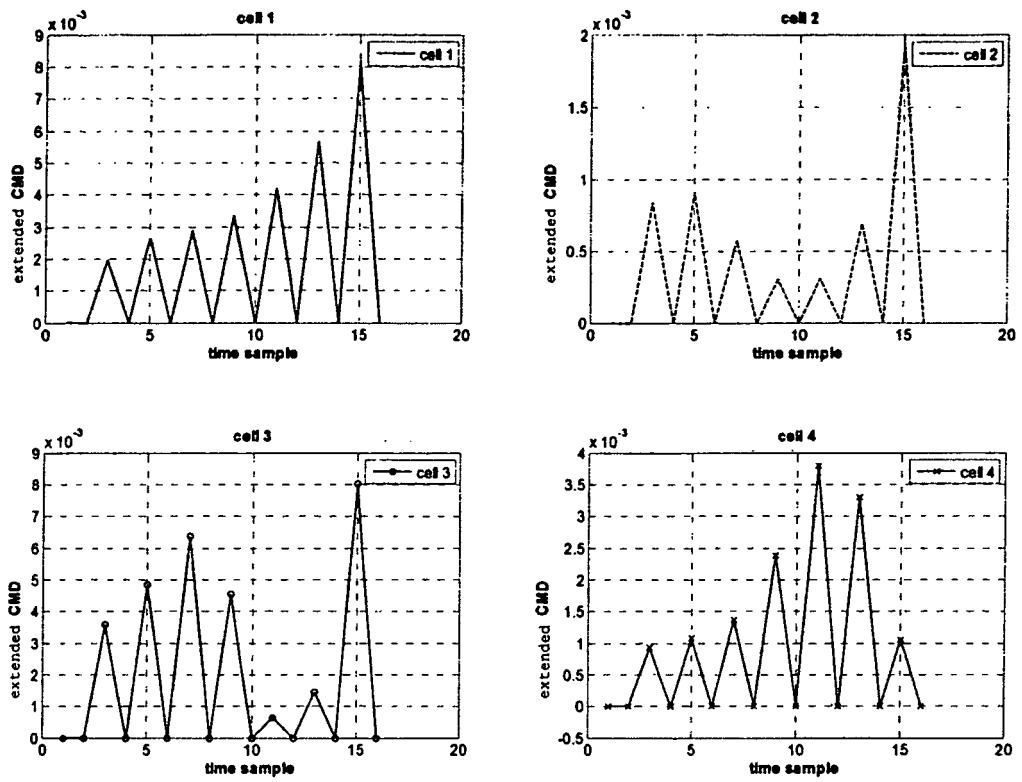 cell 1
x 10^-3
9
8
7
6
5
4
3
2
1
0
extended CMD
0 5 10 15 20
time sample
cell 1
cell 2
x 10^-3
2
1.5
1
0.5
0
extended CMD
0 5 10 15 20
time sample
cell 2
cell 3
x 10^-3
9
8
7
6
5
4
3
2
1
0
extended CMD
0 5 10 15 20
time sample
cell 3
cell 4
x 10^-3
4
3.5
3
2.5
2
1.5
1
0.5
0
-0.5
extended CMD
0 5 10 15 20
time sample
cell 4